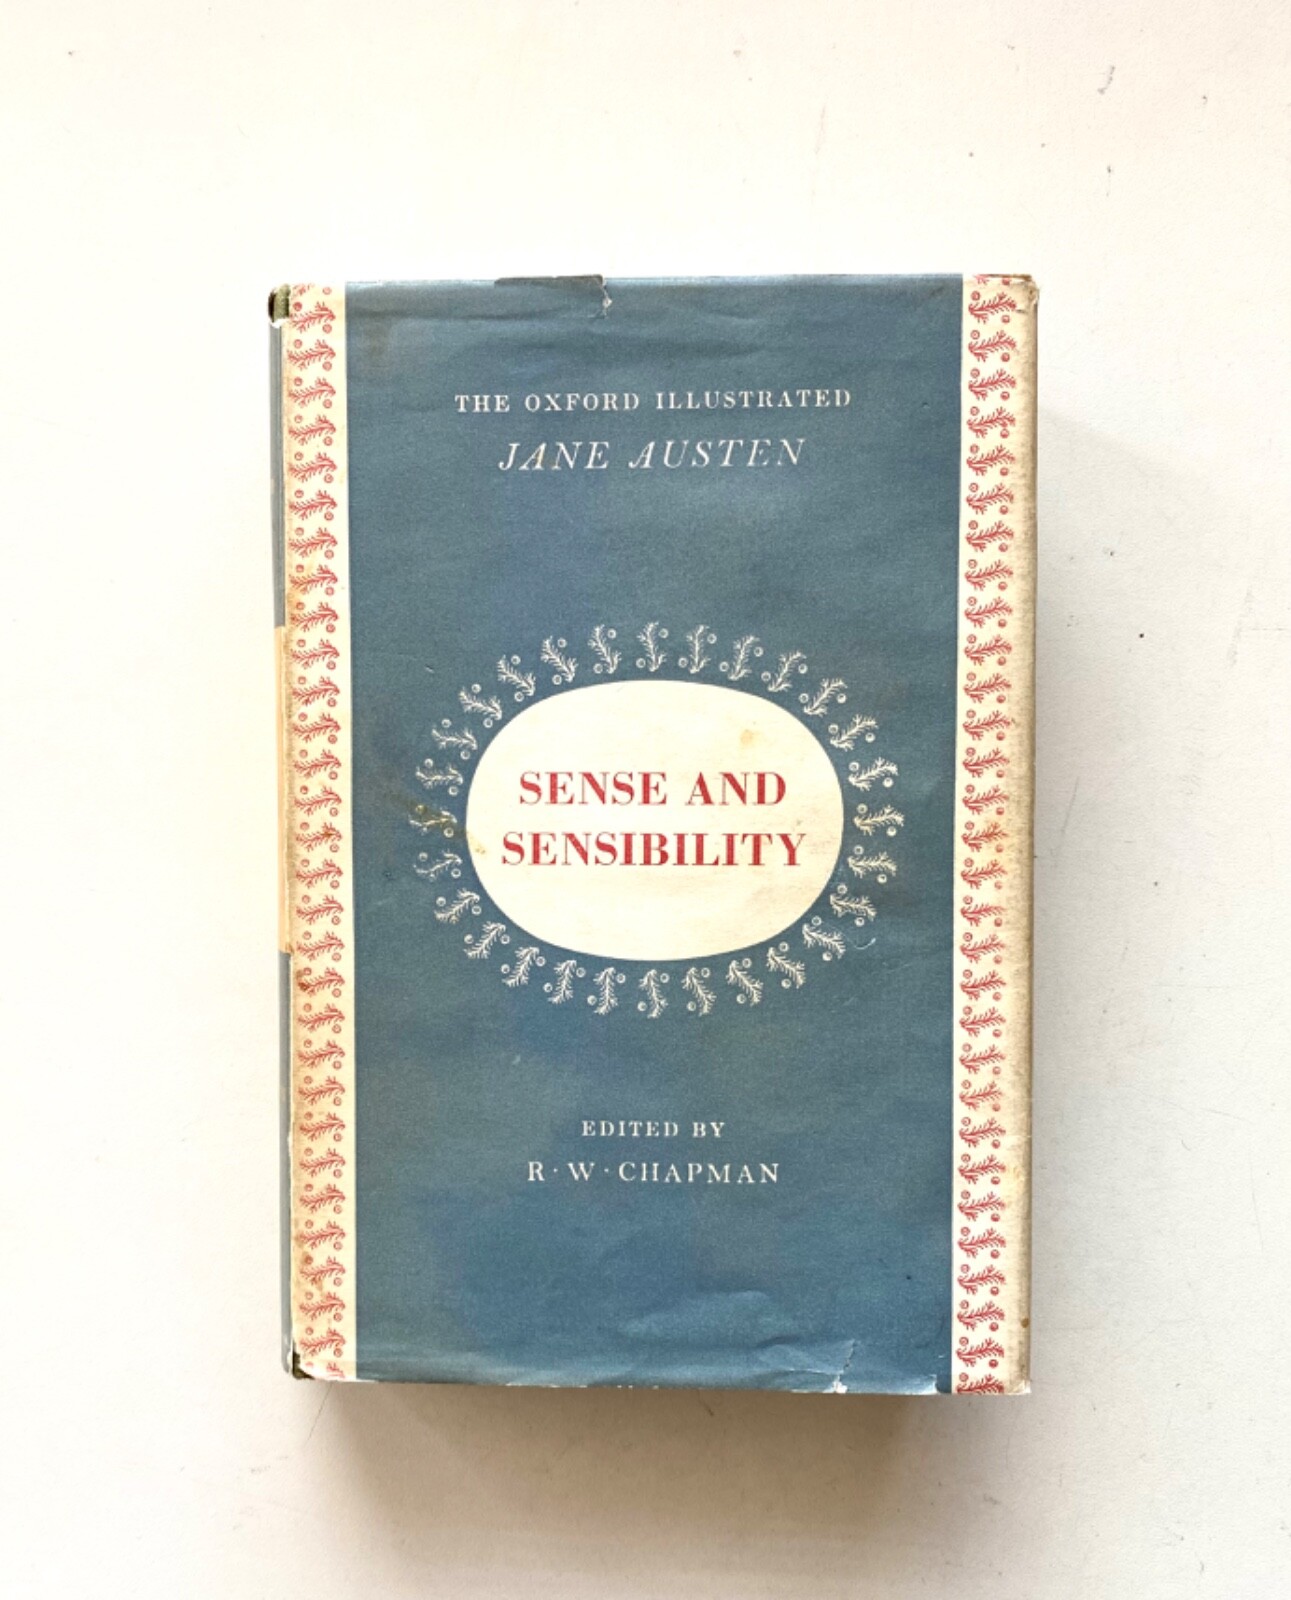 THE OXFORD ILLUSTRATED
JANE AUSTEN
SENSE AND
SENSIBILITY
EDITED BY
R · W · CHAPMAN